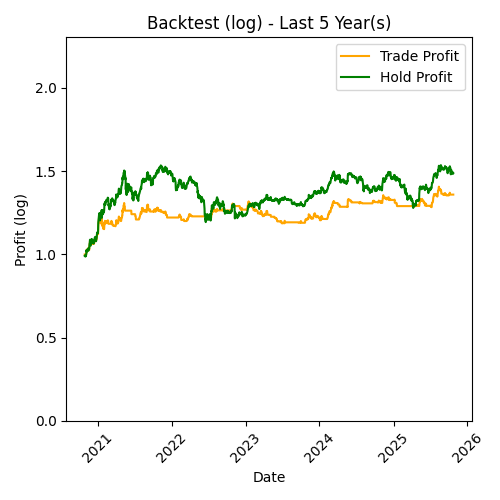 Backtest (log) - Last 5 Year(s)
Trade Profit
Hold Profit
2.0
1.5
1.0
0.5
0.0
Profit (log)
2021
2022
2023
2024
2025
2026
Date